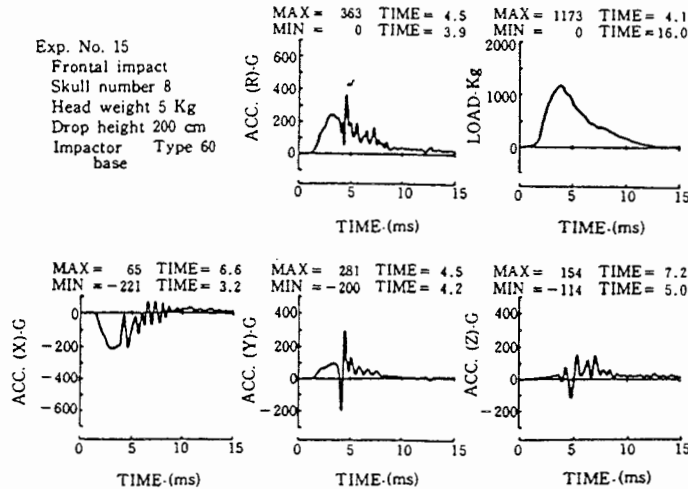 Exp. No. 15
Frontal impact
Skull number 8
Head weight 5 Kg
Drop height 200 cm
Impactor Type 60
base
MAX = 363 TIME = 4.5
MIN = 0 TIME = 3.9
ACC. (R)·G
600
400
200
0
0 5 10 15
TIME·(ms)
MAX = 1173 TIME = 4.1
MIN = 0 TIME = 16.0
LOAD·Kg
2000
1000
0
0 5 10 15
TIME·(ms)
MAX = 65 TIME = 6.6
MIN = -221 TIME = 3.2
ACC. (X)·G
0
-200
-400
-600
0 5 10 15
TIME·(ms)
MAX = 281 TIME = 4.5
MIN = -200 TIME = 4.2
ACC. (Y)·G
400
200
0
-200
0 5 10 15
TIME·(ms)
MAX = 154 TIME = 7.2
MIN = -114 TIME = 5.0
ACC. (Z)·G
400
200
0
-200
0 5 10 15
TIME·(ms)